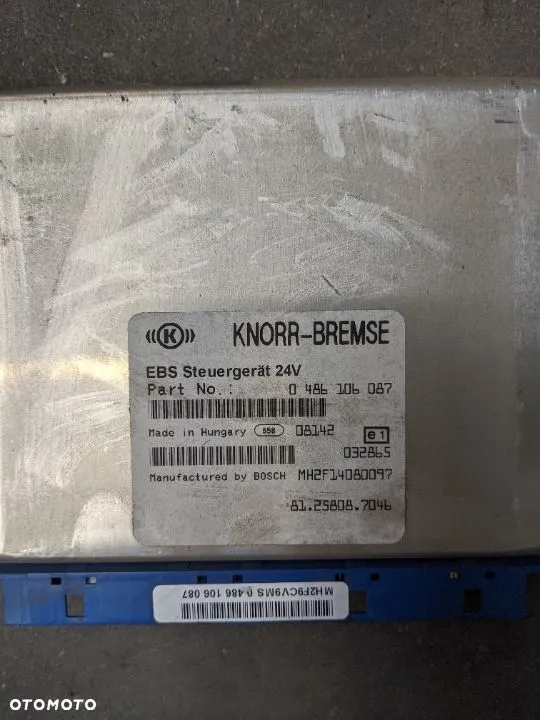 K KNORR-BREMSE
EBS Steuergerät 24V
Part No.: 0 486 106 087
Made in Hungary 558 08142 e1
032865
Manufactured by BOSCH MH2F14080097
81.25808.7046
MH2F9CV9MS 0 486 106 087
OTOMOTO